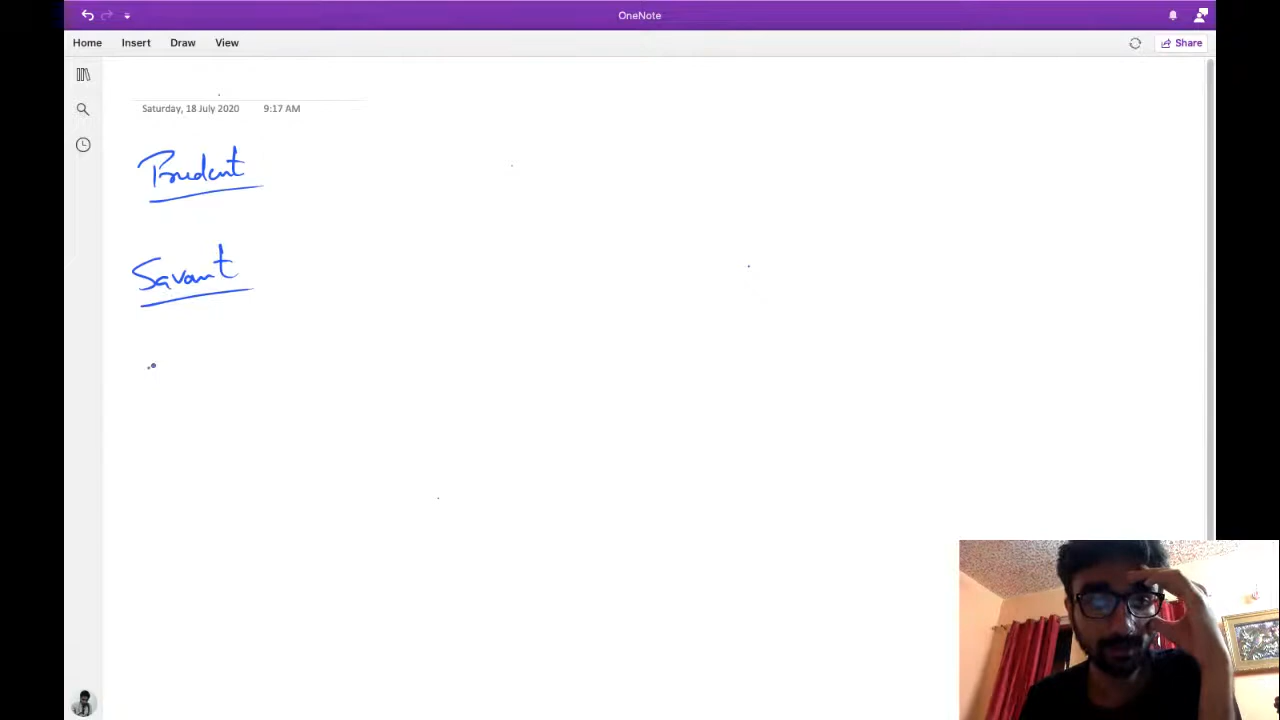 OneNote
Home Insert Draw View Share
Saturday, 18 July 2020 9:17 AM
Prudent
Savant